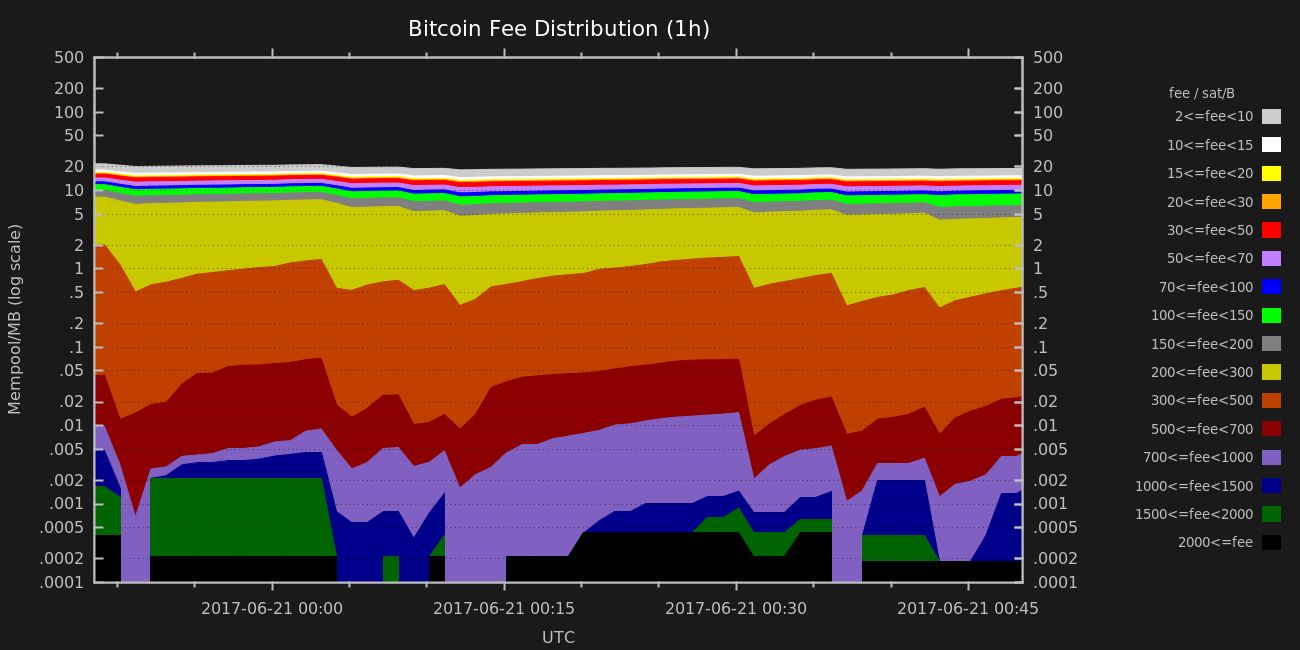 Bitcoin Fee Distribution (1h)
500 500
200 200
100 100
50 50
20 20
10 10
5 5
2 2
1 1
.5 .5
.2 .2
.1 .1
.05 .05
.02 .02
.01 .01
.005 .005
.002 .002
.001 .001
.0005 .0005
.0002 .0002
.0001 .0001
Mempool/MB (log scale)
2017-06-21 00:00 2017-06-21 00:15 2017-06-21 00:30 2017-06-21 00:45
UTC
fee / sat/B
2<=fee<10
10<=fee<15
15<=fee<20
20<=fee<30
30<=fee<50
50<=fee<70
70<=fee<100
100<=fee<150
150<=fee<200
200<=fee<300
300<=fee<500
500<=fee<700
700<=fee<1000
1000<=fee<1500
1500<=fee<2000
2000<=fee